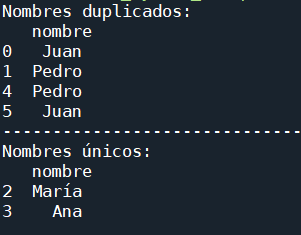 Nombres duplicados:
   nombre
0   Juan
1  Pedro
4  Pedro
5   Juan
------------------------------
Nombres únicos:
   nombre
2  María
3    Ana